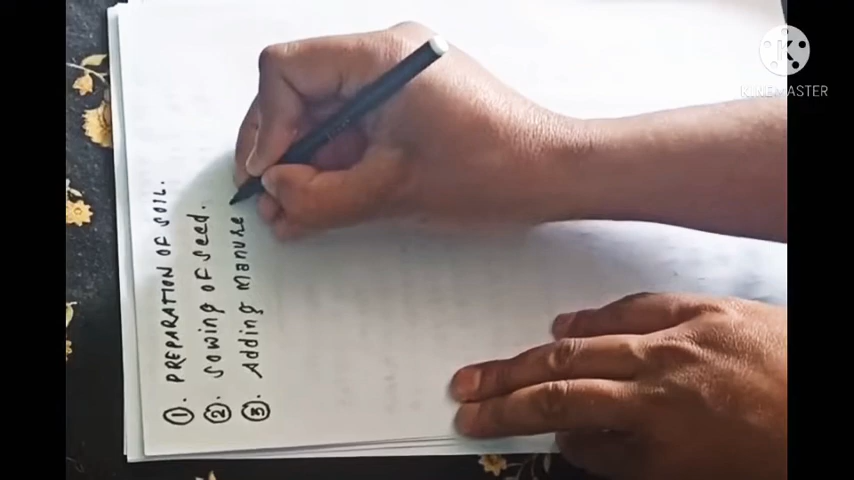 ① . PREPARATION OF SOIL.
② . Sowing of seed.
③ . Adding manure
KINEMASTER